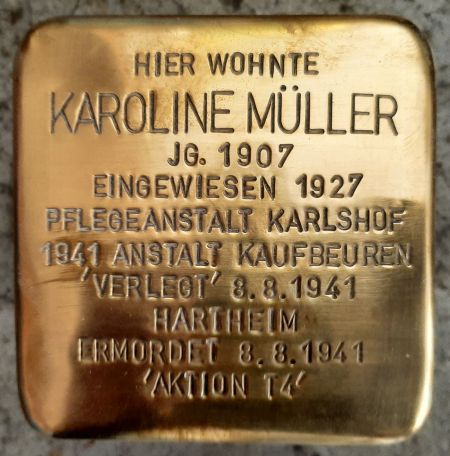 HIER WOHNTE
KAROLINE MÜLLER
JG. 1907
EINGEWIESEN 1927
PFLEGEANSTALT KARLSHOF
1941 ANSTALT KAUFBEUREN
'VERLEGT' 8.8.1941
HARTHEIM
ERMORDET 8.8.1941
'AKTION T4'